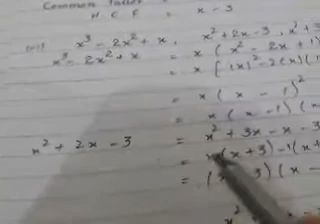 Common factor
H C F = x - 3
x³ - 2x² + x, x² + 2x - 3, x² +
x³ - 2x² + x = x ( x² - 2x + 1
= x [ (x)² - 2(x)(
= x ( x - 1 )²
= x ( x - 1 ) ( x
x² + 2x - 3 = x² + 3x - x - 3
= x ( x + 3 ) - 1 ( x +
= ( 3 ) ( x -
x²